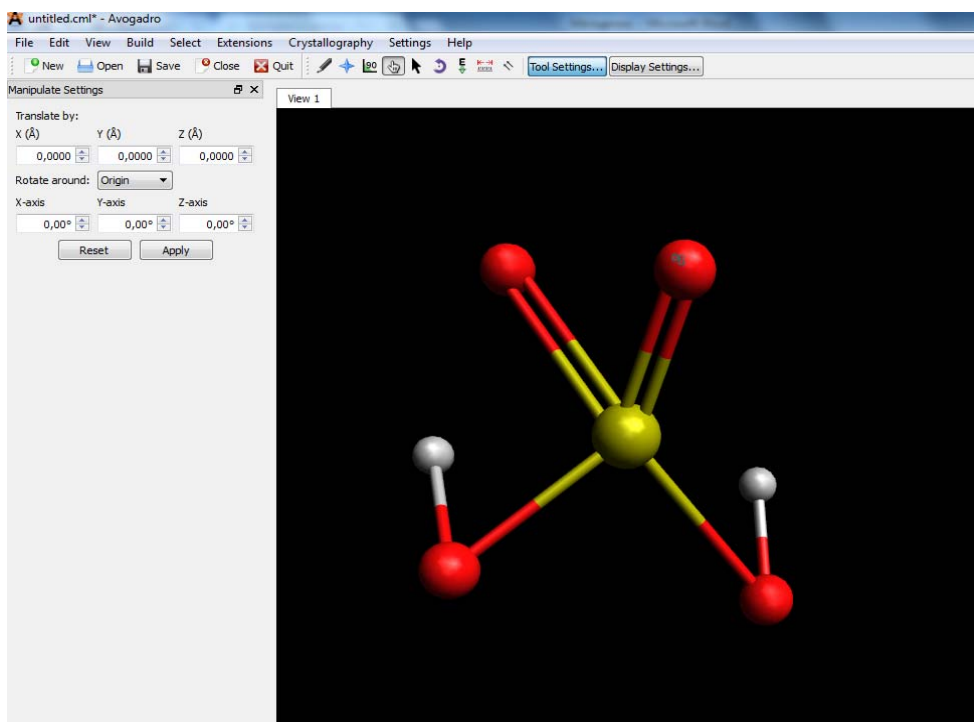 untitled.cml* - Avogadro
File Edit View Build Select Extensions Crystallography Settings Help
New Open Save Close Quit 90 E Tool Settings... Display Settings...
Manipulate Settings
View 1
Translate by:
X (Å) Y (Å) Z (Å)
0,0000 0,0000 0,0000
Rotate around: Origin
X-axis Y-axis Z-axis
0,00° 0,00° 0,00°
Reset Apply